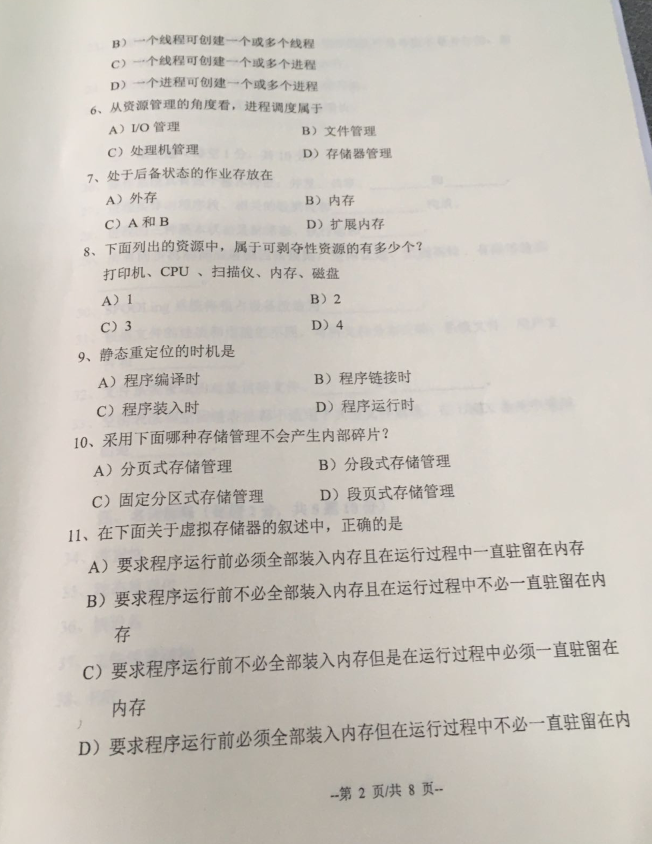 B）一个线程可创建一个或多个线程
C）一个线程可创建一个或多个进程
D）一个进程可创建一个或多个进程
6、从资源管理的角度看，进程调度属于
A）I/O 管理 B）文件管理
C）处理机管理 D）存储器管理
7、处于后备状态的作业存放在
A）外存 B）内存
C）A 和 B D）扩展内存
8、下面列出的资源中，属于可剥夺性资源的有多少个？
打印机、CPU 、扫描仪、内存、磁盘
A）1 B）2
C）3 D）4
9、静态重定位的时机是
A）程序编译时 B）程序链接时
C）程序装入时 D）程序运行时
10、采用下面哪种存储管理不会产生内部碎片？
A）分页式存储管理 B）分段式存储管理
C）固定分区式存储管理 D）段页式存储管理
11、在下面关于虚拟存储器的叙述中，正确的是
A）要求程序运行前必须全部装入内存且在运行过程中一直驻留在内存
B）要求程序运行前不必全部装入内存且在运行过程中不必一直驻留在内
存
C）要求程序运行前不必全部装入内存但是在运行过程中必须一直驻留在
内存
D）要求程序运行前必须全部装入内存但在运行过程中不必一直驻留在内
--第 2 页/共 8 页--